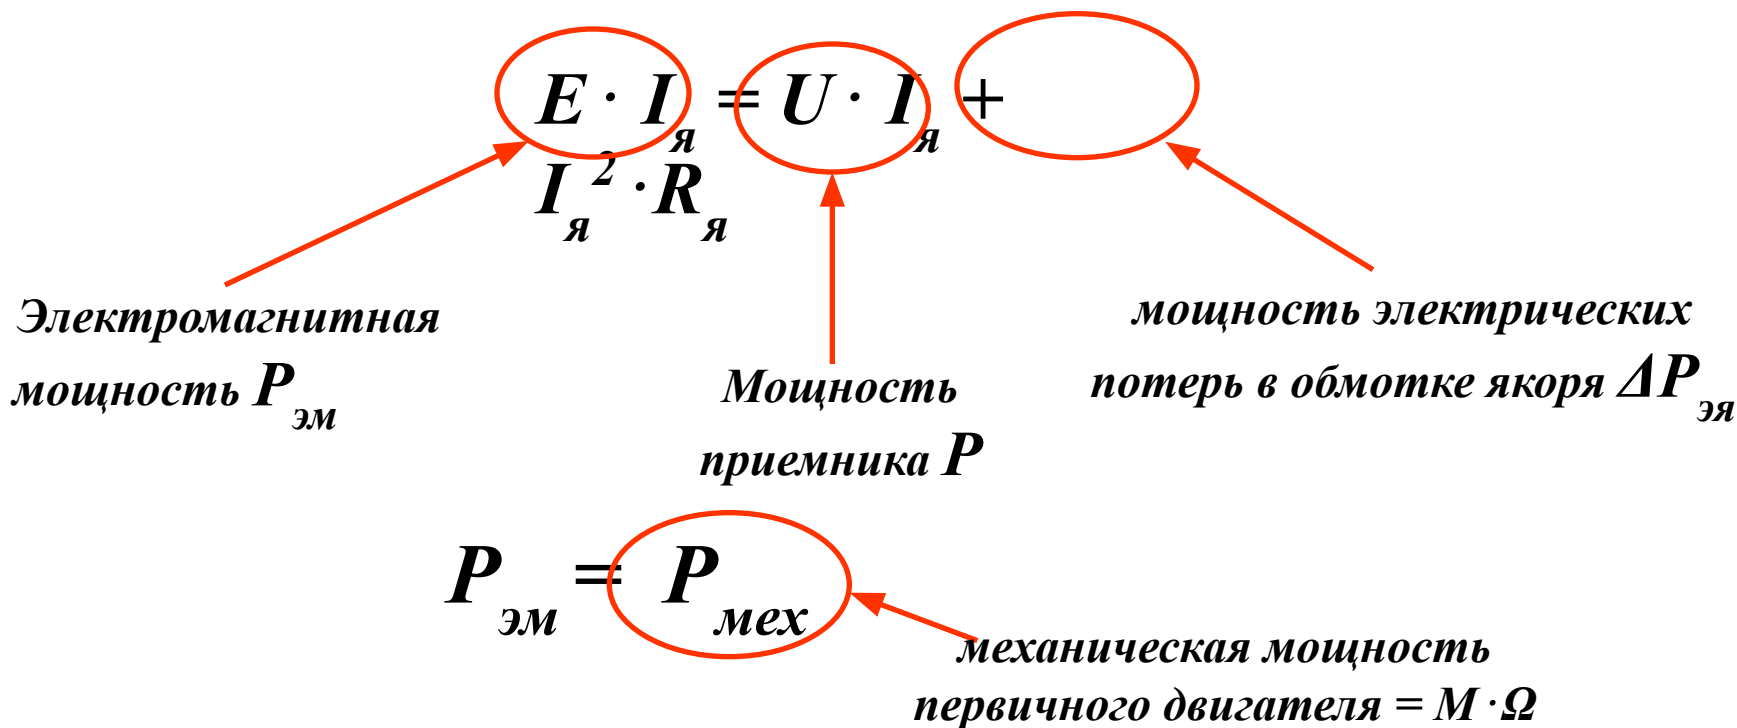 E · Iя = U · Iя +
Iя² · Rя
Электромагнитная
мощность Pэм
Мощность
приемника P
мощность электрических
потерь в обмотке якоря ΔPэя
Pэм = Pмех
механическая мощность
первичного двигателя = M · Ω